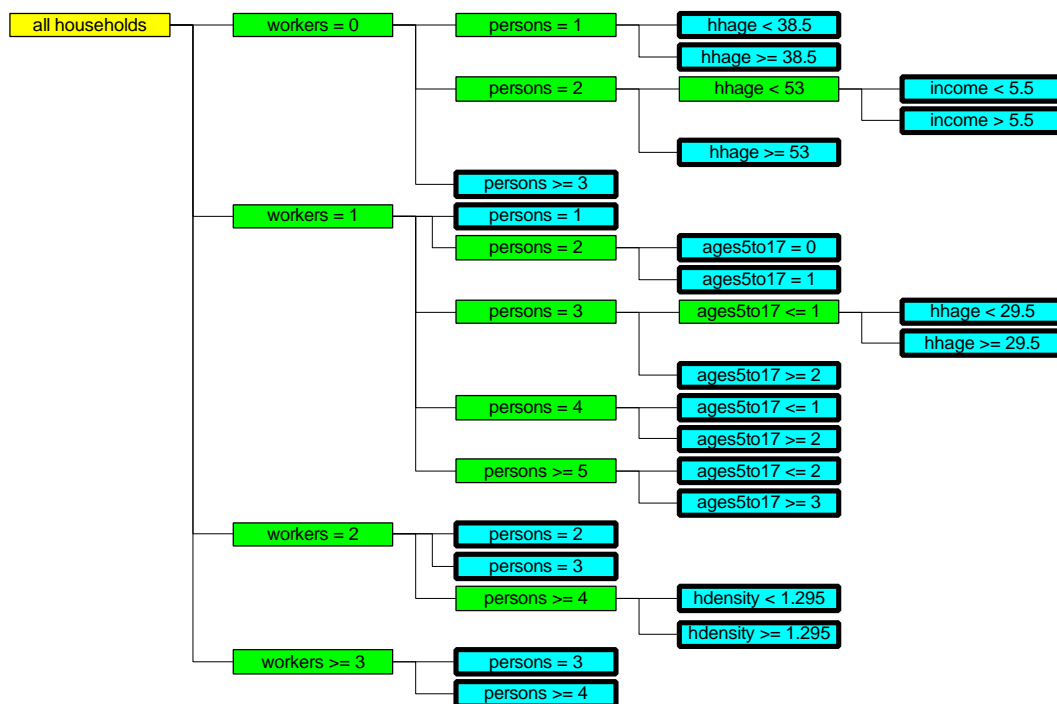 all households
workers = 0
persons = 1
hhage < 38.5
hhage >= 38.5
persons = 2
hhage < 53
income < 5.5
income > 5.5
hhage >= 53
persons >= 3
workers = 1
persons = 1
persons = 2
ages5to17 = 0
ages5to17 = 1
persons = 3
ages5to17 <= 1
hhage < 29.5
hhage >= 29.5
ages5to17 >= 2
persons = 4
ages5to17 <= 1
ages5to17 >= 2
persons >= 5
ages5to17 <= 2
ages5to17 >= 3
workers = 2
persons = 2
persons = 3
persons >= 4
hdensity < 1.295
hdensity >= 1.295
workers >= 3
persons = 3
persons >= 4